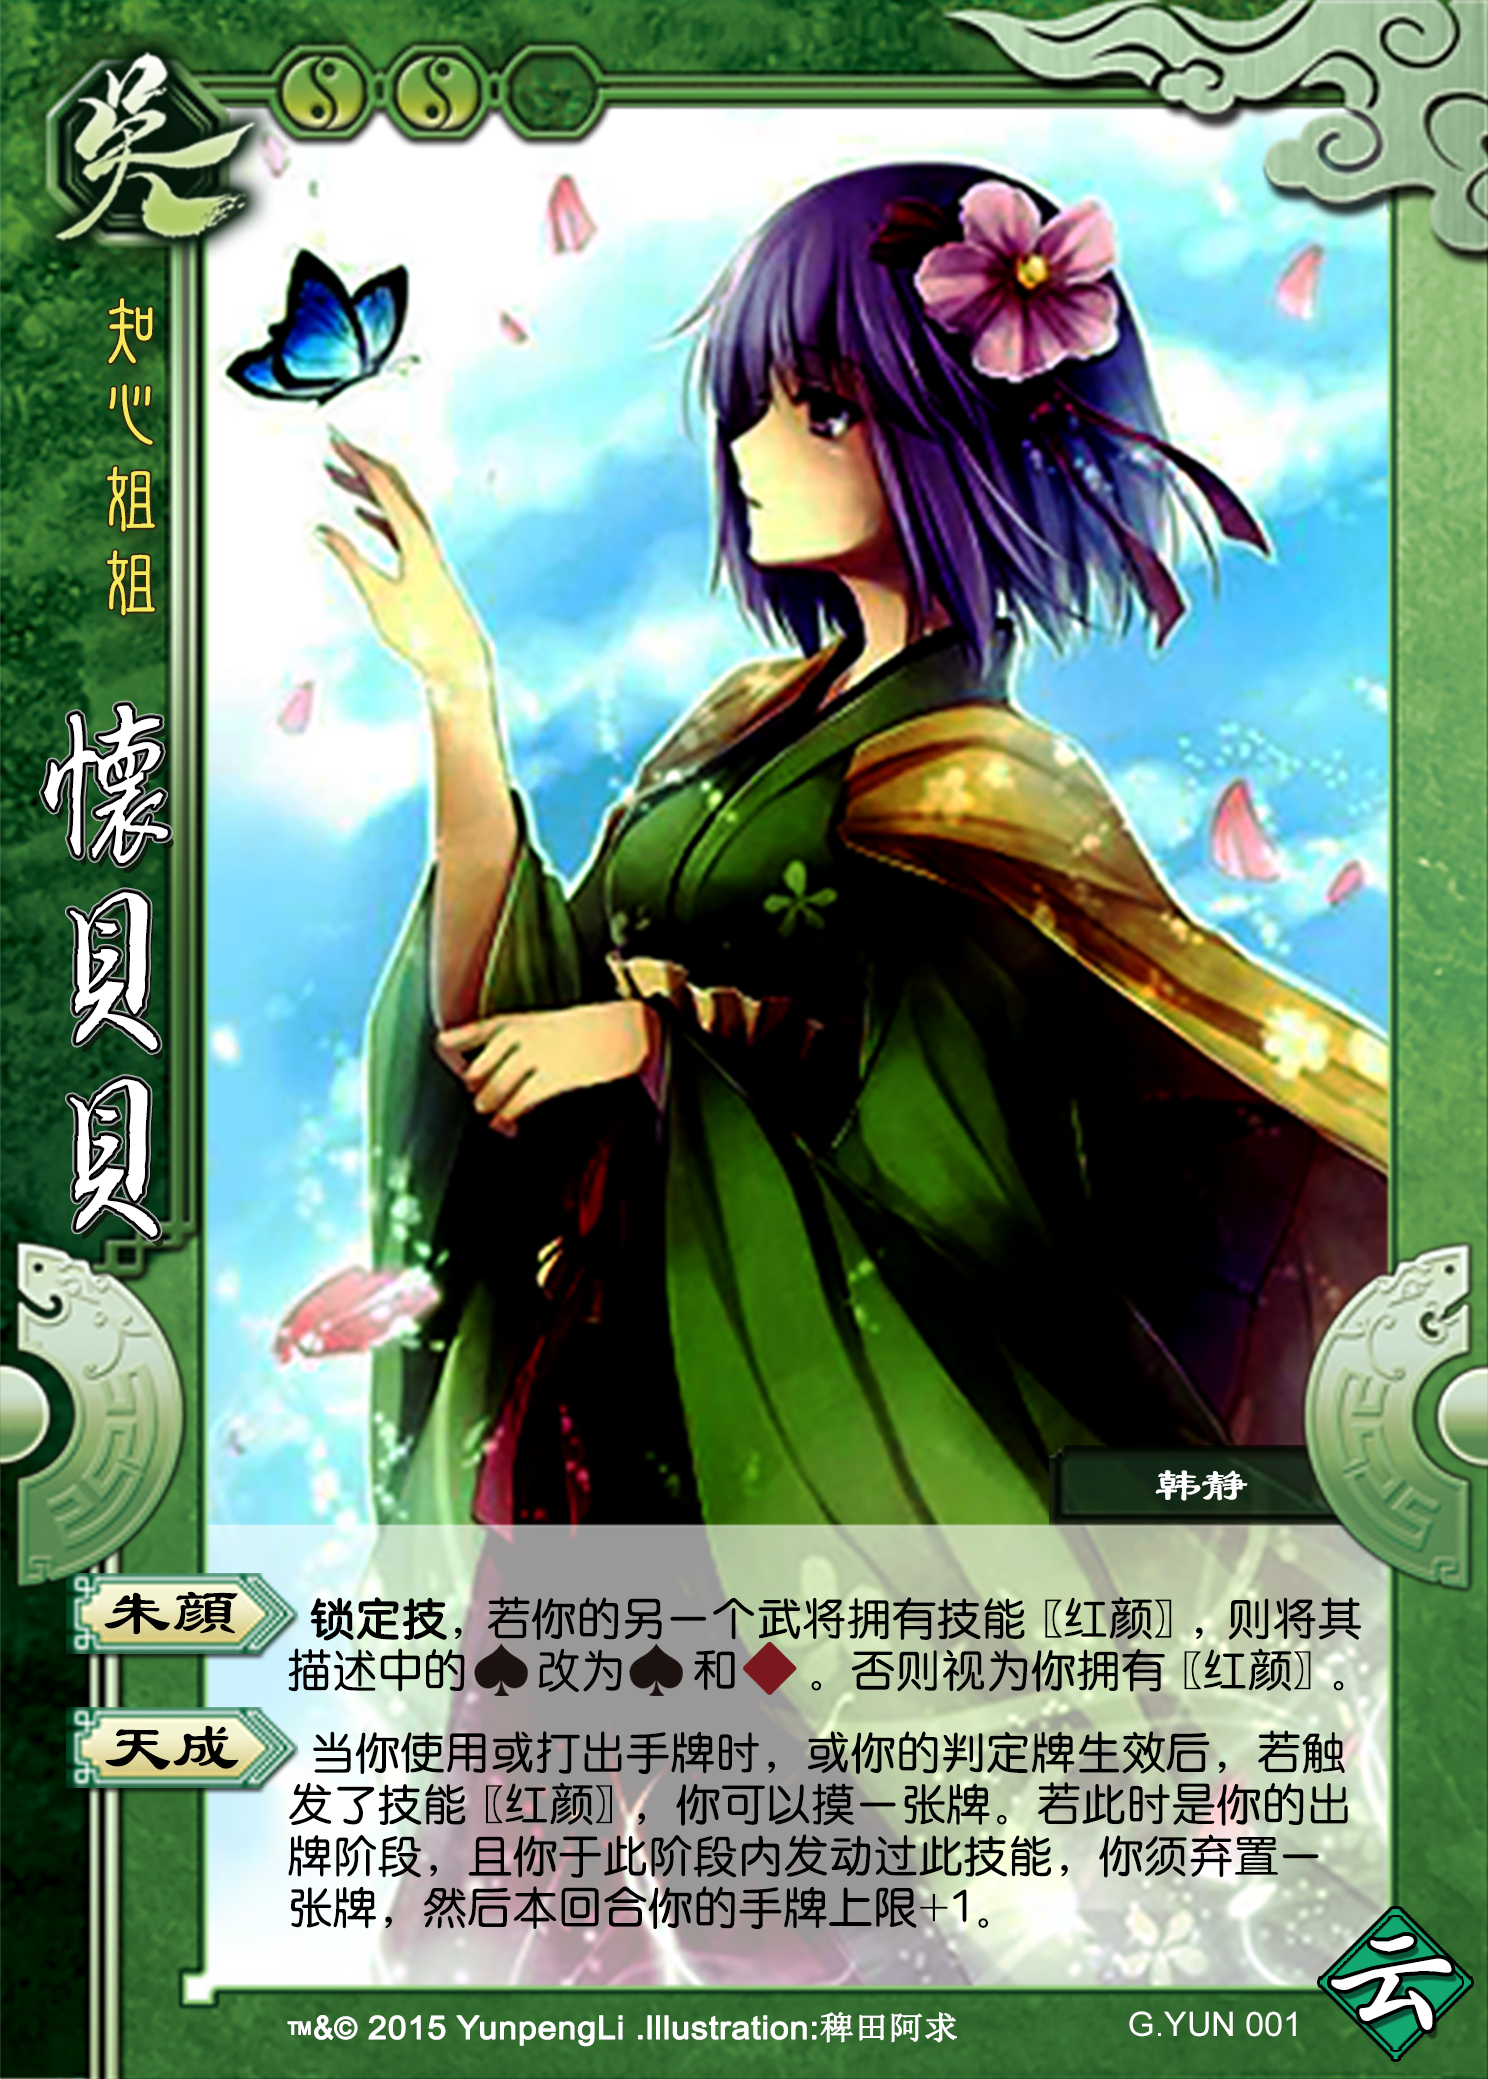 吴
知心姐姐
懷貝貝
韩静
朱顔
锁定技，若你的另一个武将拥有技能〖红颜〗，则将其
描述中的♠改为♠和♦。否则视为你拥有〖红颜〗。
天成
当你使用或打出手牌时，或你的判定牌生效后，若触
发了技能〖红颜〗，你可以摸一张牌。若此时是你的出
牌阶段，且你于此阶段内发动过此技能，你须弃置一
张牌，然后本回合你的手牌上限+1。
云
™&© 2015 YunpengLi .Illustration:稗田阿求
G.YUN 001